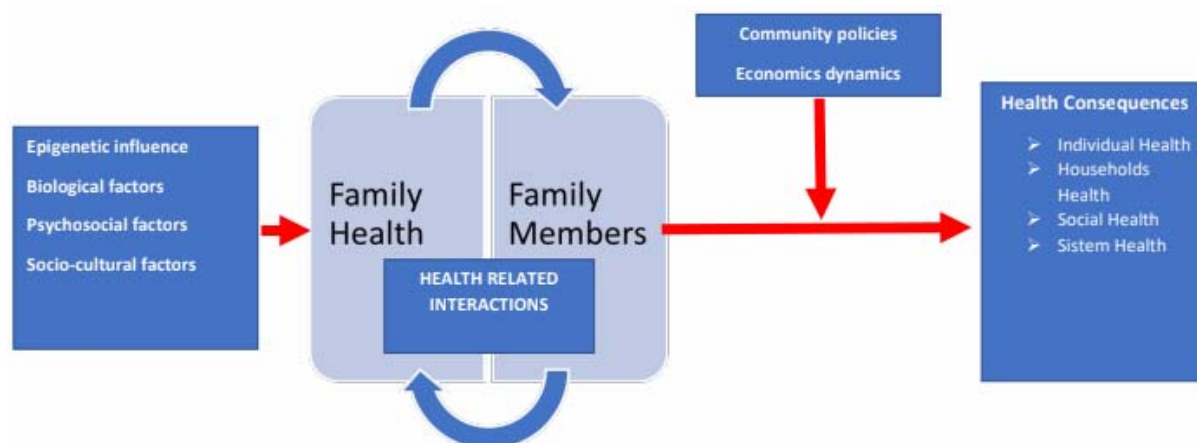 Epigenetic influence
Biological factors
Psychosocial factors
Socio-cultural factors
Family
Health
Family
Members
HEALTH RELATED
INTERACTIONS
Community policies
Economics dynamics
Health Consequences
➢ Individual Health
➢ Households
Health
➢ Social Health
➢ Sistem Health